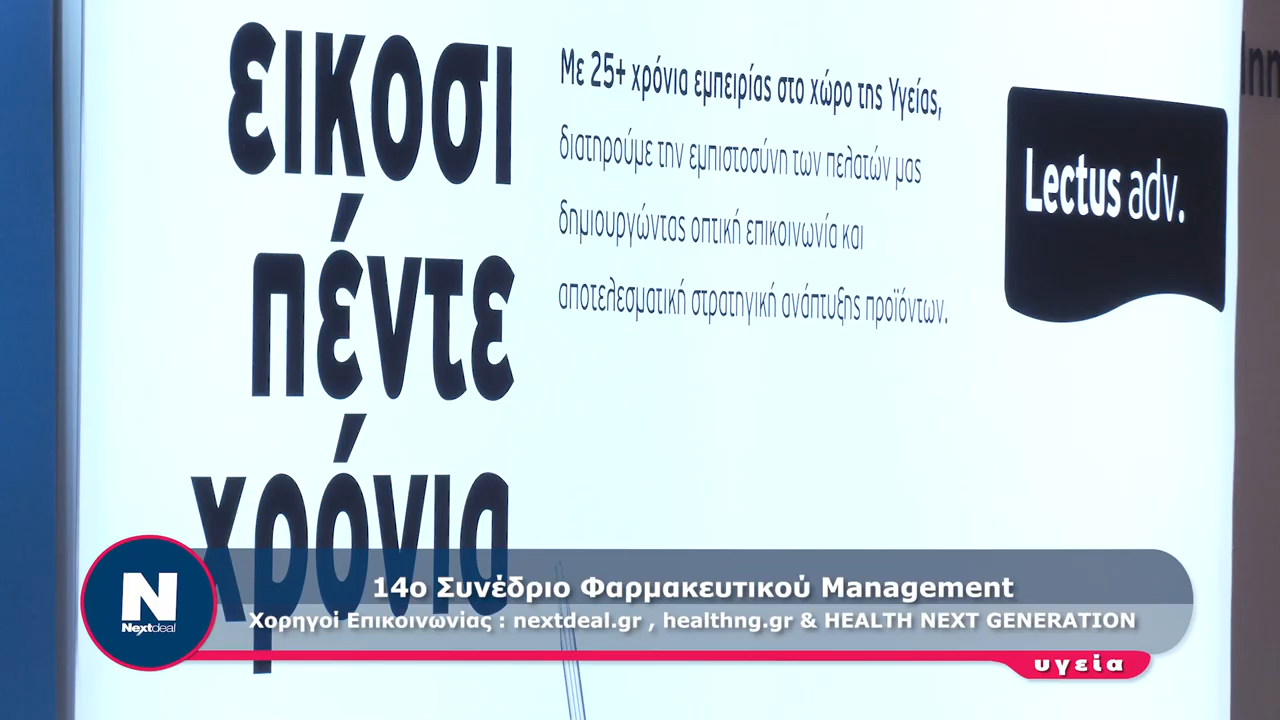 εικοσι
πέντε
χρόνια
Με 25+ χρόνια εμπειρίας στο χώρο της Υγείας,
διατηρούμε την εμπιστοσύνη των πελατών μας
δημιουργώντας οπτική επικοινωνία και
αποτελεσματική στρατηγική ανάπτυξης προϊόντων.
Lectus adv.
14ο Συνέδριο Φαρμακευτικού Management
Χορηγοί Επικοινωνίας : nextdeal.gr , healthng.gr & HEALTH NEXT GENERATION
N
Nextdeal
υγεία